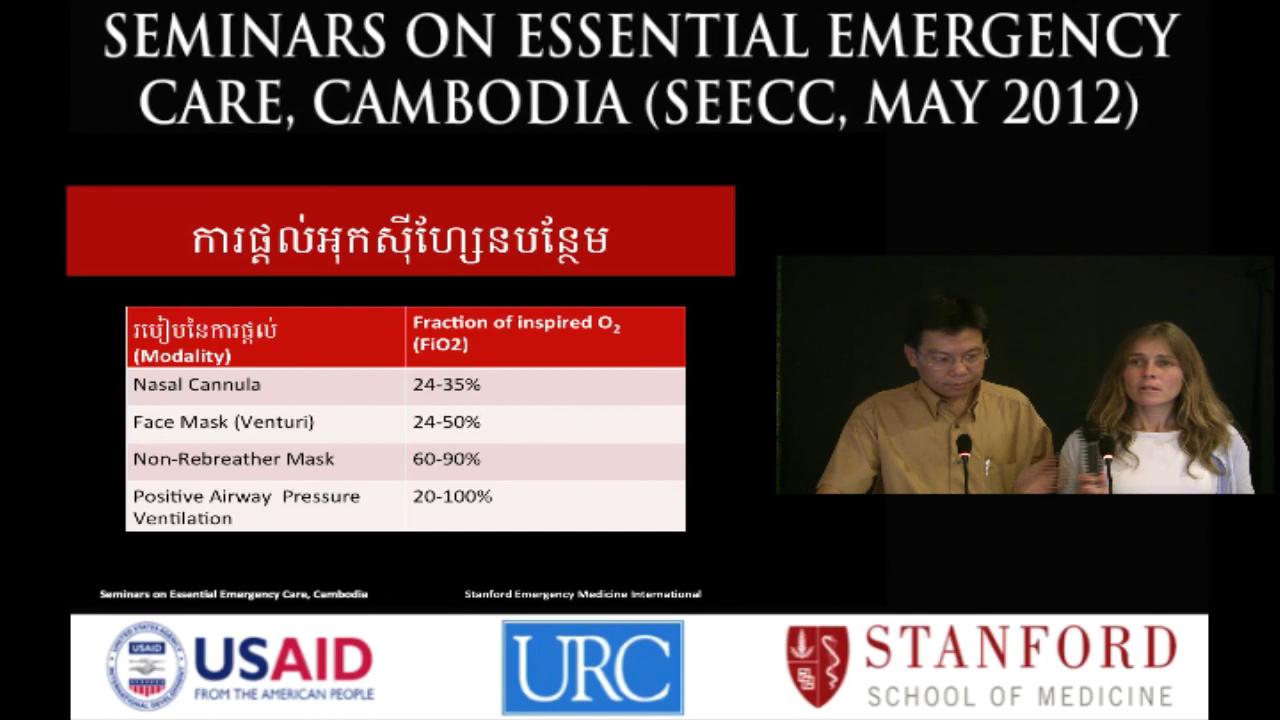 SEMINARS ON ESSENTIAL EMERGENCY
CARE, CAMBODIA (SEECC, MAY 2012)
ការផ្តល់អុកស៊ីហ្សែនបន្ថែម
របៀបនៃការផ្តល់
(Modality)
Fraction of inspired O₂
(FiO2)
Nasal Cannula
24-35%
Face Mask (Venturi)
24-50%
Non-Rebreather Mask
60-90%
Positive Airway Pressure
Ventilation
20-100%
Seminars on Essential Emergency Care, Cambodia
Stanford Emergency Medicine International
USAID
USAID
FROM THE AMERICAN PEOPLE
URC
STANFORD
SCHOOL OF MEDICINE